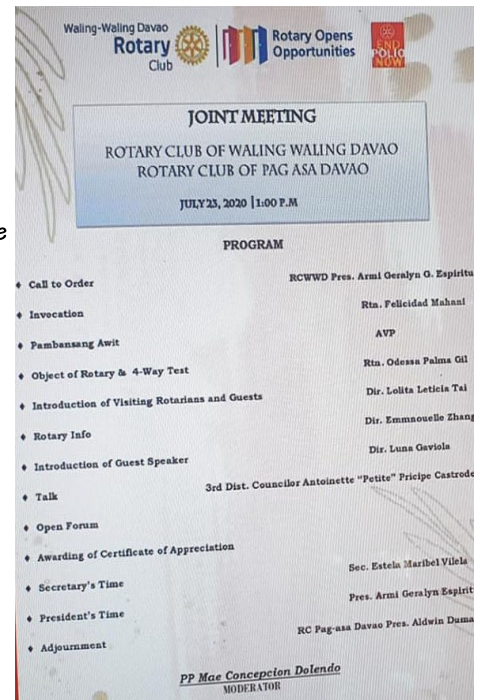 e
Waling-Waling Davao
Rotary
Club
Rotary Opens
Opportunities
END
POLIO
NOW
JOINT MEETING
ROTARY CLUB OF WALING WALING DAVAO
ROTARY CLUB OF PAG ASA DAVAO
JULY 23, 2020 | 1:00 P.M
PROGRAM
♦ Call to Order RCWWD Pres. Armi Geralyn G. Espiritu
♦ Invocation Rtn. Felicidad Mahani
♦ Pambansang Awit AVP
♦ Object of Rotary & 4-Way Test Rtn. Odessa Palma Gil
♦ Introduction of Visiting Rotarians and Guests Dir. Lolita Leticia Tai
♦ Rotary Info Dir. Emmnouelle Zhang
♦ Introduction of Guest Speaker Dir. Luna Gaviola
♦ Talk 3rd Dist. Councilor Antoinette "Petite" Pricipe Castrode
♦ Open Forum
♦ Awarding of Certificate of Appreciation
♦ Secretary's Time Sec. Estela Maribel Vilela
♦ President's Time Pres. Armi Geralyn Espirit
♦ Adjournment RC Pag-asa Davao Pres. Aldwin Duma
PP Mae Concepcion Dolendo
MODERATOR